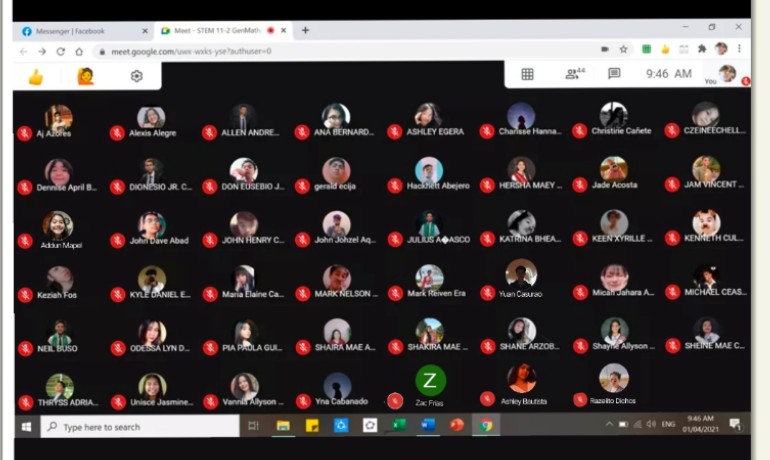 Messenger | Facebook
Meet - STEM 11-2 GenMath
meet.google.com/uwx-wxks-yse?authuser=0
44
9:46 AM
You
Aj Azores
Alexis Alegre
ALLEN ANDRE...
ANA BERNARD...
ASHLEY EGERA
Charisse Hanna...
Christine Cañete
CZEINEECHELL...
Dennise April B...
DIONESIO JR. C...
DON EUSEBIO J...
gerald ecija
Hacknett Abejero
HERSHA MAEY ...
Jade Acosta
JAM VINCENT ...
Addun Mapel
John Dave Abad
JOHN HENRY C...
John Johzel Aq...
JULIUS A�ASCO
KATRINA BHEA...
KEEN XYRILLE ...
KENNETH CUL...
Keziah Fos
KYLE DANIEL E...
Maria Elaine Ca...
MARK NELSON ...
Mark Reiven Era
Yuan Casurao
Micah Jahara A...
MICHAEL CEAS...
NEIL BUSO
ODESSA LYN D...
PIA PAULA GUI...
SHAIRA MAE A...
SHAKIRA MAE ...
SHANE ARZOB...
Shayne Allyson ...
SHEINE MAE C...
THRYSS ADRIA...
Unisce Jasmine...
Vannia Allyson ...
Yna Cabanado
Z
Zac Frias
Ashley Bautista
Razelito Dichos
Type here to search
ENG
9:46 AM
01/04/2021